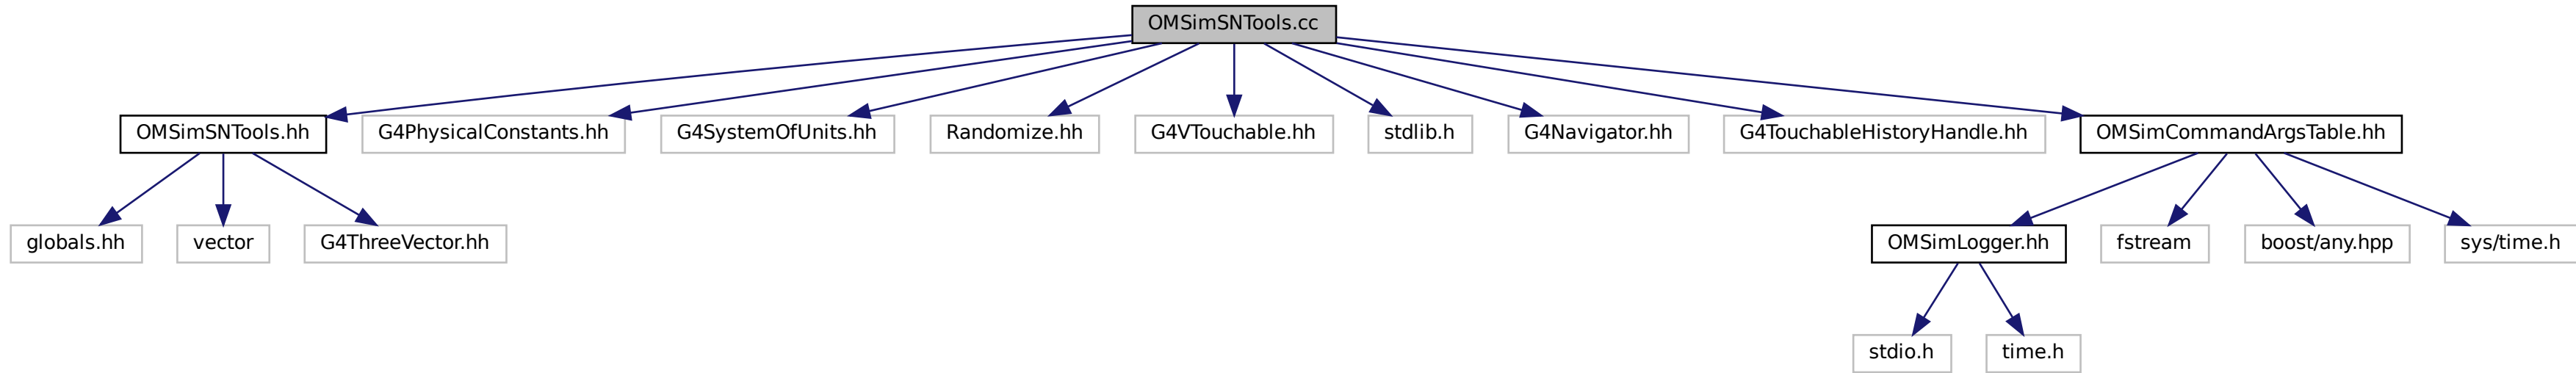 OMSimSNTools.cc
OMSimSNTools.hh
G4PhysicalConstants.hh
G4SystemOfUnits.hh
Randomize.hh
G4VTouchable.hh
stdlib.h
G4Navigator.hh
G4TouchableHistoryHandle.hh
OMSimCommandArgsTable.hh
globals.hh
vector
G4ThreeVector.hh
OMSimLogger.hh
fstream
boost/any.hpp
sys/time.h
stdio.h
time.h